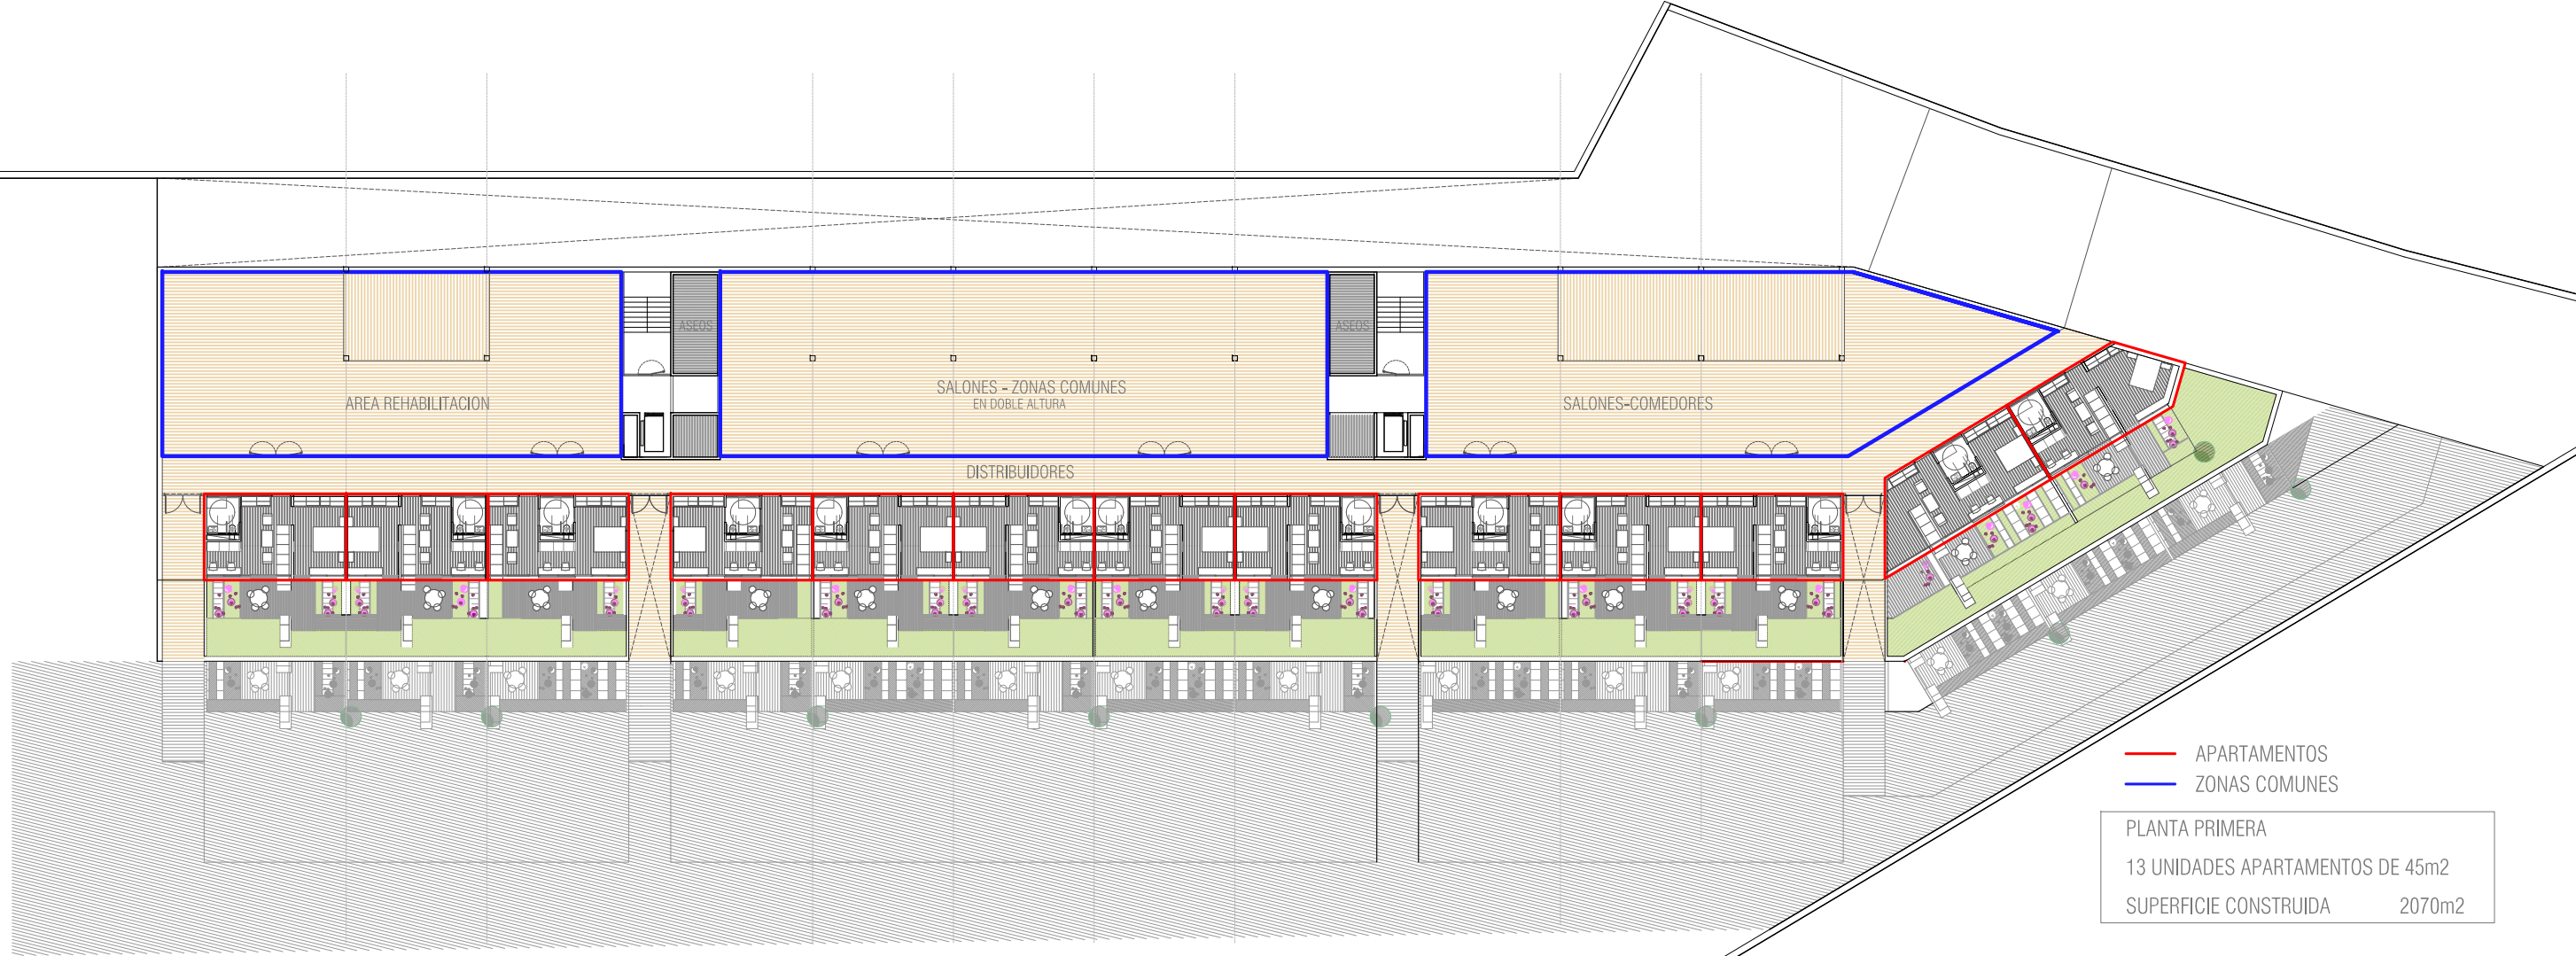 ASEOS
ASEOS
SALONES - ZONAS COMUNES
EN DOBLE ALTURA
AREA REHABILITACION
SALONES-COMEDORES
DISTRIBUIDORES
APARTAMENTOS
ZONAS COMUNES
PLANTA PRIMERA
13 UNIDADES APARTAMENTOS DE 45m2
SUPERFICIE CONSTRUIDA 2070m2